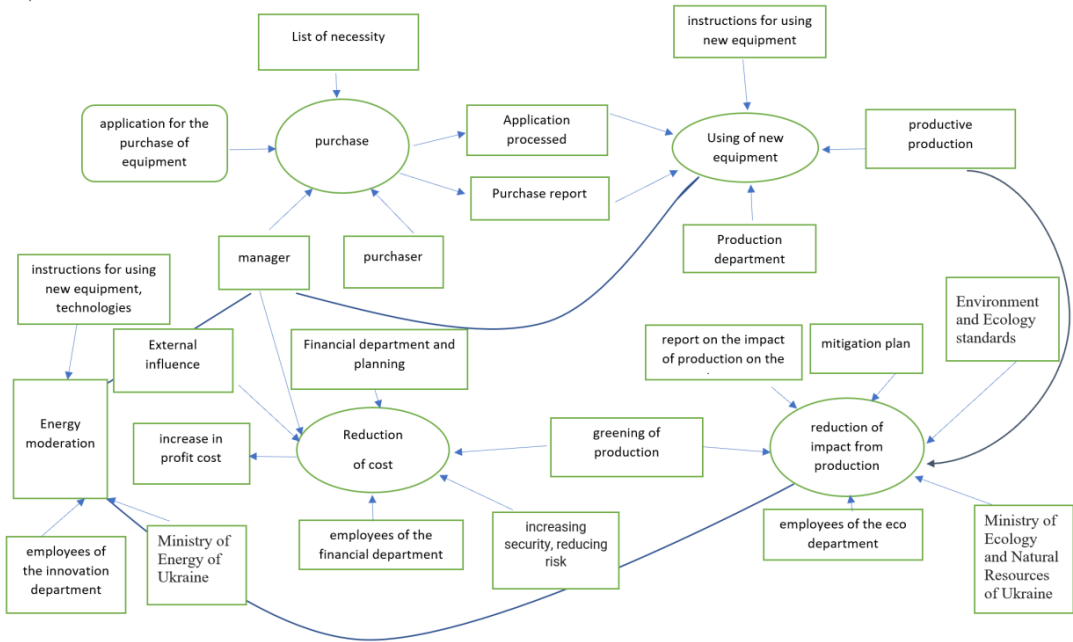 List of necessity
instructions for using
new equipment
application for the
purchase of
equipment
purchase
Application
processed
Using of new
equipment
productive
production
Purchase report
manager
purchaser
Production
department
instructions for using
new equipment,
technologies
External
influence
Financial department and
planning
report on the impact
of production on the
mitigation plan
Environment
and Ecology
standards
Energy
moderation
increase in
profit cost
Reduction
of cost
greening of
production
reduction of
impact from
production
employees of
the innovation
department
Ministry of
Energy of
Ukraine
employees of the
financial department
increasing
security, reducing
risk
employees of the eco
department
Ministry of
Ecology
and Natural
Resources
of Ukraine